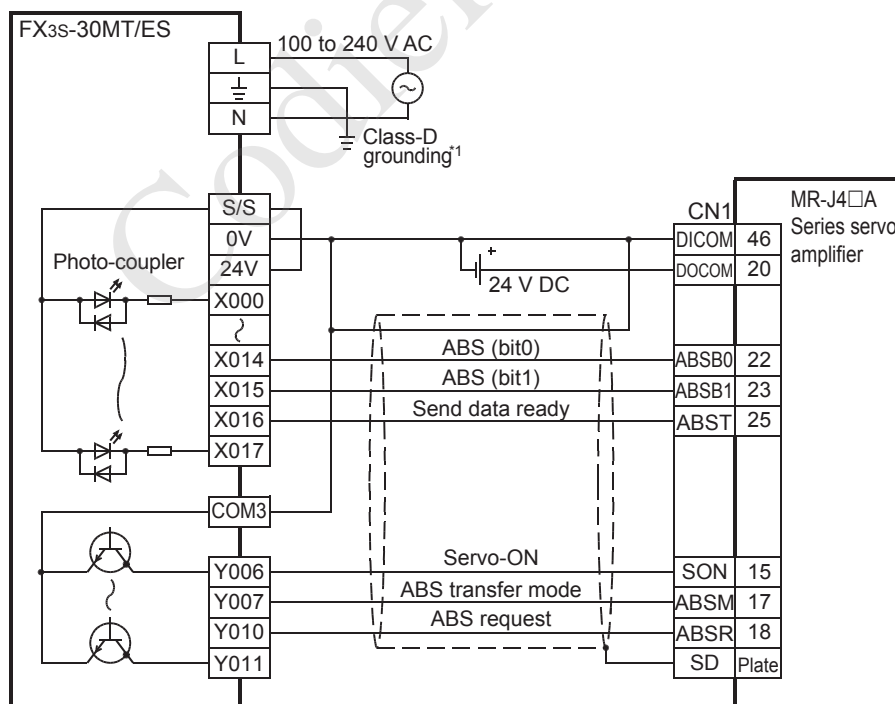 FX3S-30MT/ES
L
100 to 240 V AC
N
Class-D
grounding*1
S/S
0V
24V
Photo-coupler
X000
X014
X015
X016
X017
COM3
Y006
Y007
Y010
Y011
24 V DC
+
ABS (bit0)
ABS (bit1)
Send data ready
Servo-ON
ABS transfer mode
ABS request
CN1
DICOM 46
DOCOM 20
ABSB0 22
ABSB1 23
ABST 25
SON 15
ABSM 17
ABSR 18
SD Plate
MR-J4□A
Series servo
amplifier